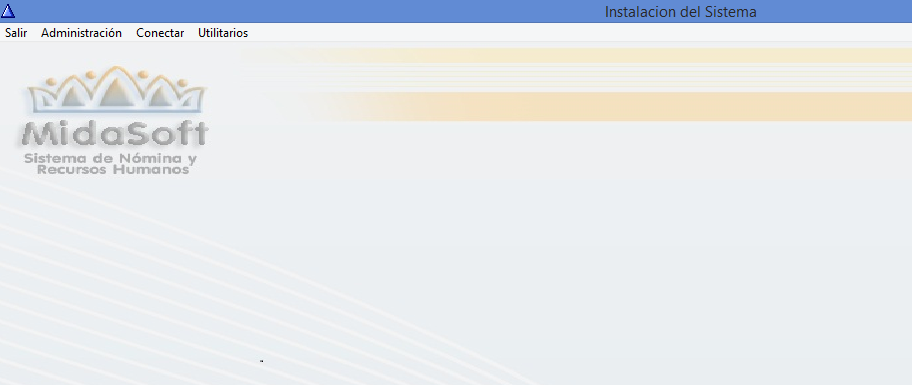 Instalacion del Sistema
Salir Administración Conectar Utilitarios
MidaSoft
Sistema de Nómina y
Recursos Humanos